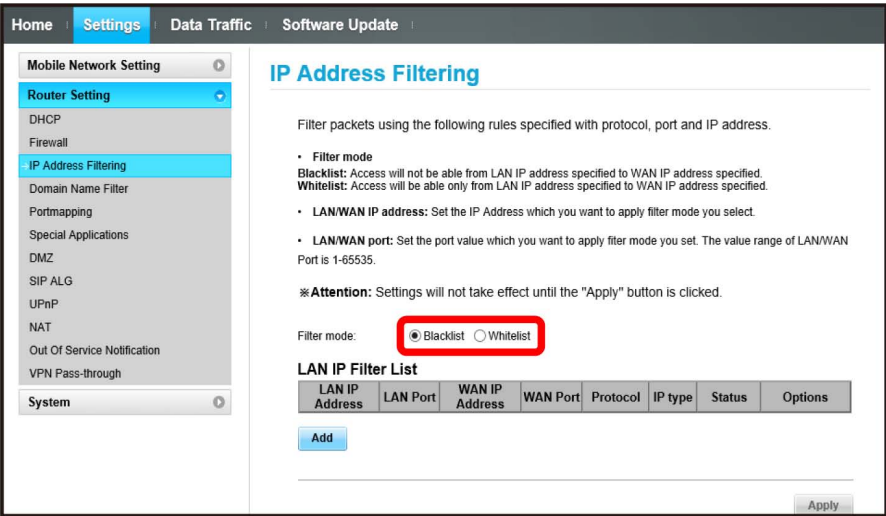 Home Settings Data Traffic Software Update
Mobile Network Setting
Router Setting
DHCP
Firewall
IP Address Filtering
Domain Name Filter
Portmapping
Special Applications
DMZ
SIP ALG
UPnP
NAT
Out Of Service Notification
VPN Pass-through
System
IP Address Filtering
Filter packets using the following rules specified with protocol, port and IP address.
• Filter mode
Blacklist: Access will not be able from LAN IP address specified to WAN IP address specified.
Whitelist: Access will be able only from LAN IP address specified to WAN IP address specified.
• LAN/WAN IP address: Set the IP Address which you want to apply filter mode you select.
• LAN/WAN port: Set the port value which you want to apply fiter mode you set. The value range of LAN/WAN
Port is 1-65535.
※Attention: Settings will not take effect until the "Apply" button is clicked.
Filter mode: Blacklist Whitelist
LAN IP Filter List
LAN IP Address LAN Port WAN IP Address WAN Port Protocol IP type Status Options
Add
Apply